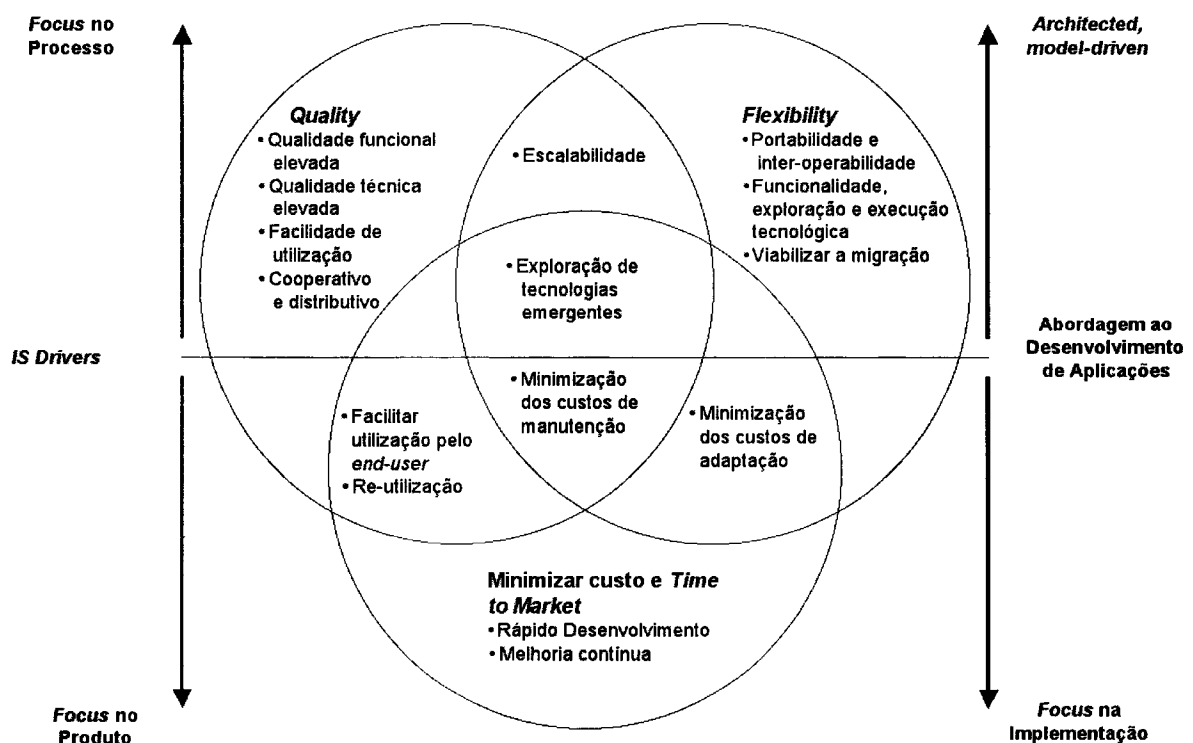 Focus no
Processo
Architected,
model-driven
Quality
• Qualidade funcional
elevada
• Qualidade técnica
elevada
• Facilidade de
utilização
• Cooperativo
e distributivo
• Escalabilidade
Flexibility
• Portabilidade e
inter-operabilidade
• Funcionalidade,
exploração e execução
tecnológica
• Viabilizar a migração
• Exploração de
tecnologias
emergentes
IS Drivers
Abordagem ao
Desenvolvimento
de Aplicações
• Facilitar
utilização pelo
end-user
• Re-utilização
• Minimização
dos custos de
manutenção
• Minimização
dos custos de
adaptação
Minimizar custo e Time
to Market
• Rápido Desenvolvimento
• Melhoria contínua
Focus no
Produto
Focus na
Implementação